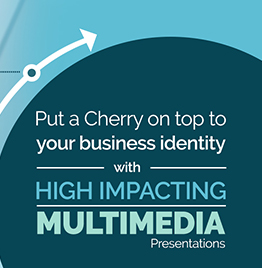 Put a Cherry on top to
your business identity
with
HIGH IMPACTING
MULTIMEDIA
Presentations